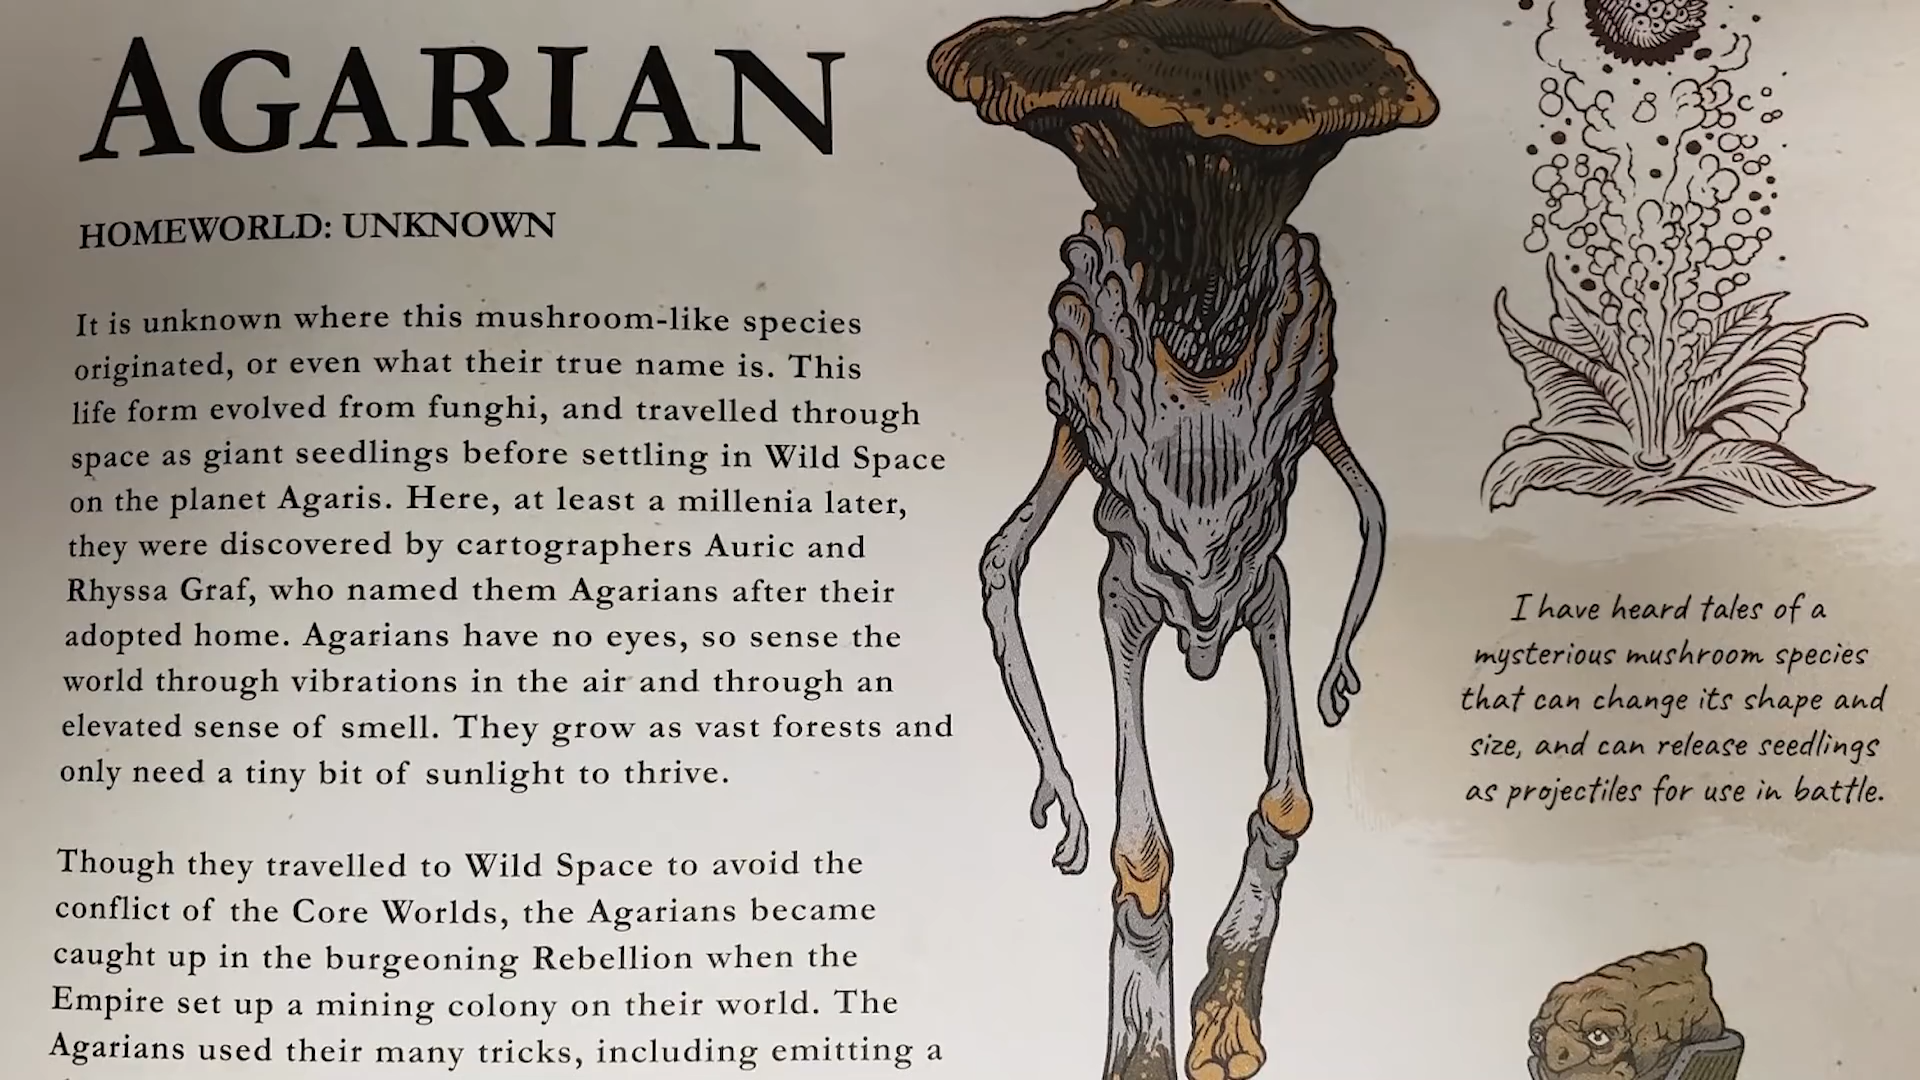 AGARIAN
HOMEWORLD: UNKNOWN
It is unknown where this mushroom-like species
originated, or even what their true name is. This
life form evolved from funghi, and travelled through
space as giant seedlings before settling in Wild Space
on the planet Agaris. Here, at least a millenia later,
they were discovered by cartographers Auric and
Rhyssa Graf, who named them Agarians after their
adopted home. Agarians have no eyes, so sense the
world through vibrations in the air and through an
elevated sense of smell. They grow as vast forests and
only need a tiny bit of sunlight to thrive.
Though they travelled to Wild Space to avoid the
conflict of the Core Worlds, the Agarians became
caught up in the burgeoning Rebellion when the
Empire set up a mining colony on their world. The
Agarians used their many tricks, including emitting a
I have heard tales of a
mysterious mushroom species
that can change its shape and
size, and can release seedlings
as projectiles for use in battle.